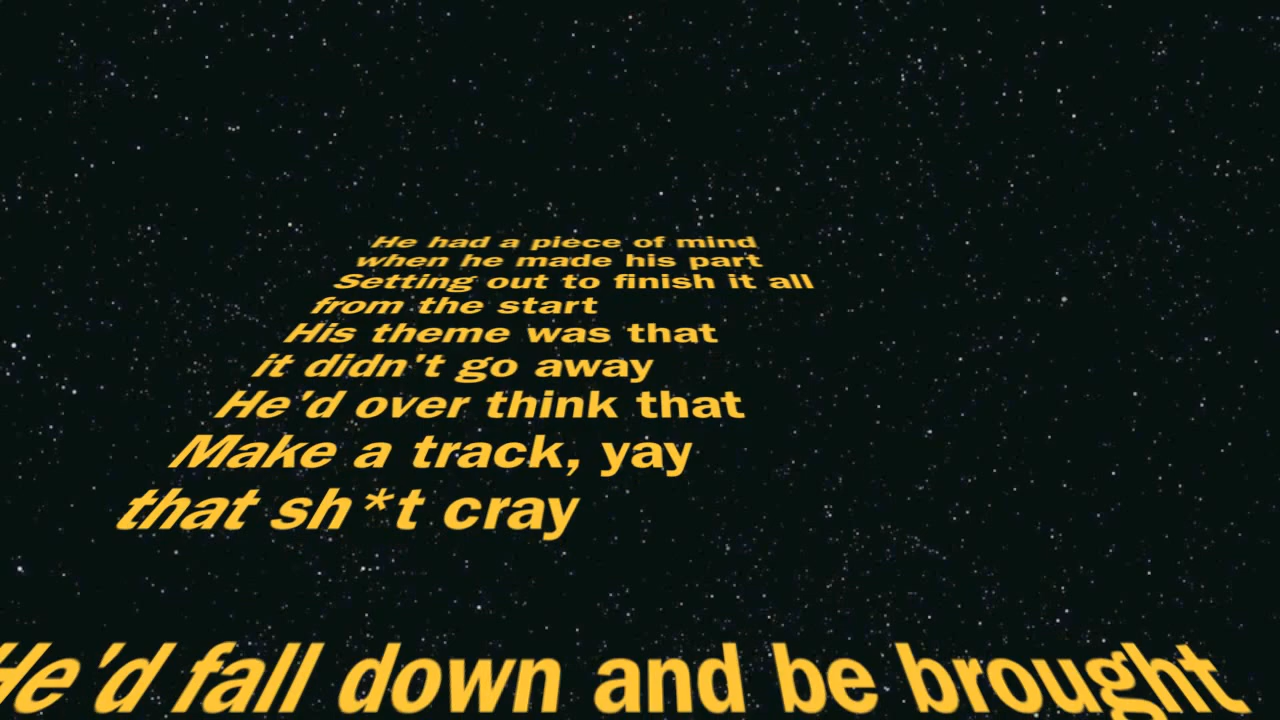 He had a piece of mind
when he made his part
Setting out to finish it all
from the start
His theme was that
it didn't go away
He'd over think that
Make a track, yay
that sh*t cray
He'd fall down and be brought